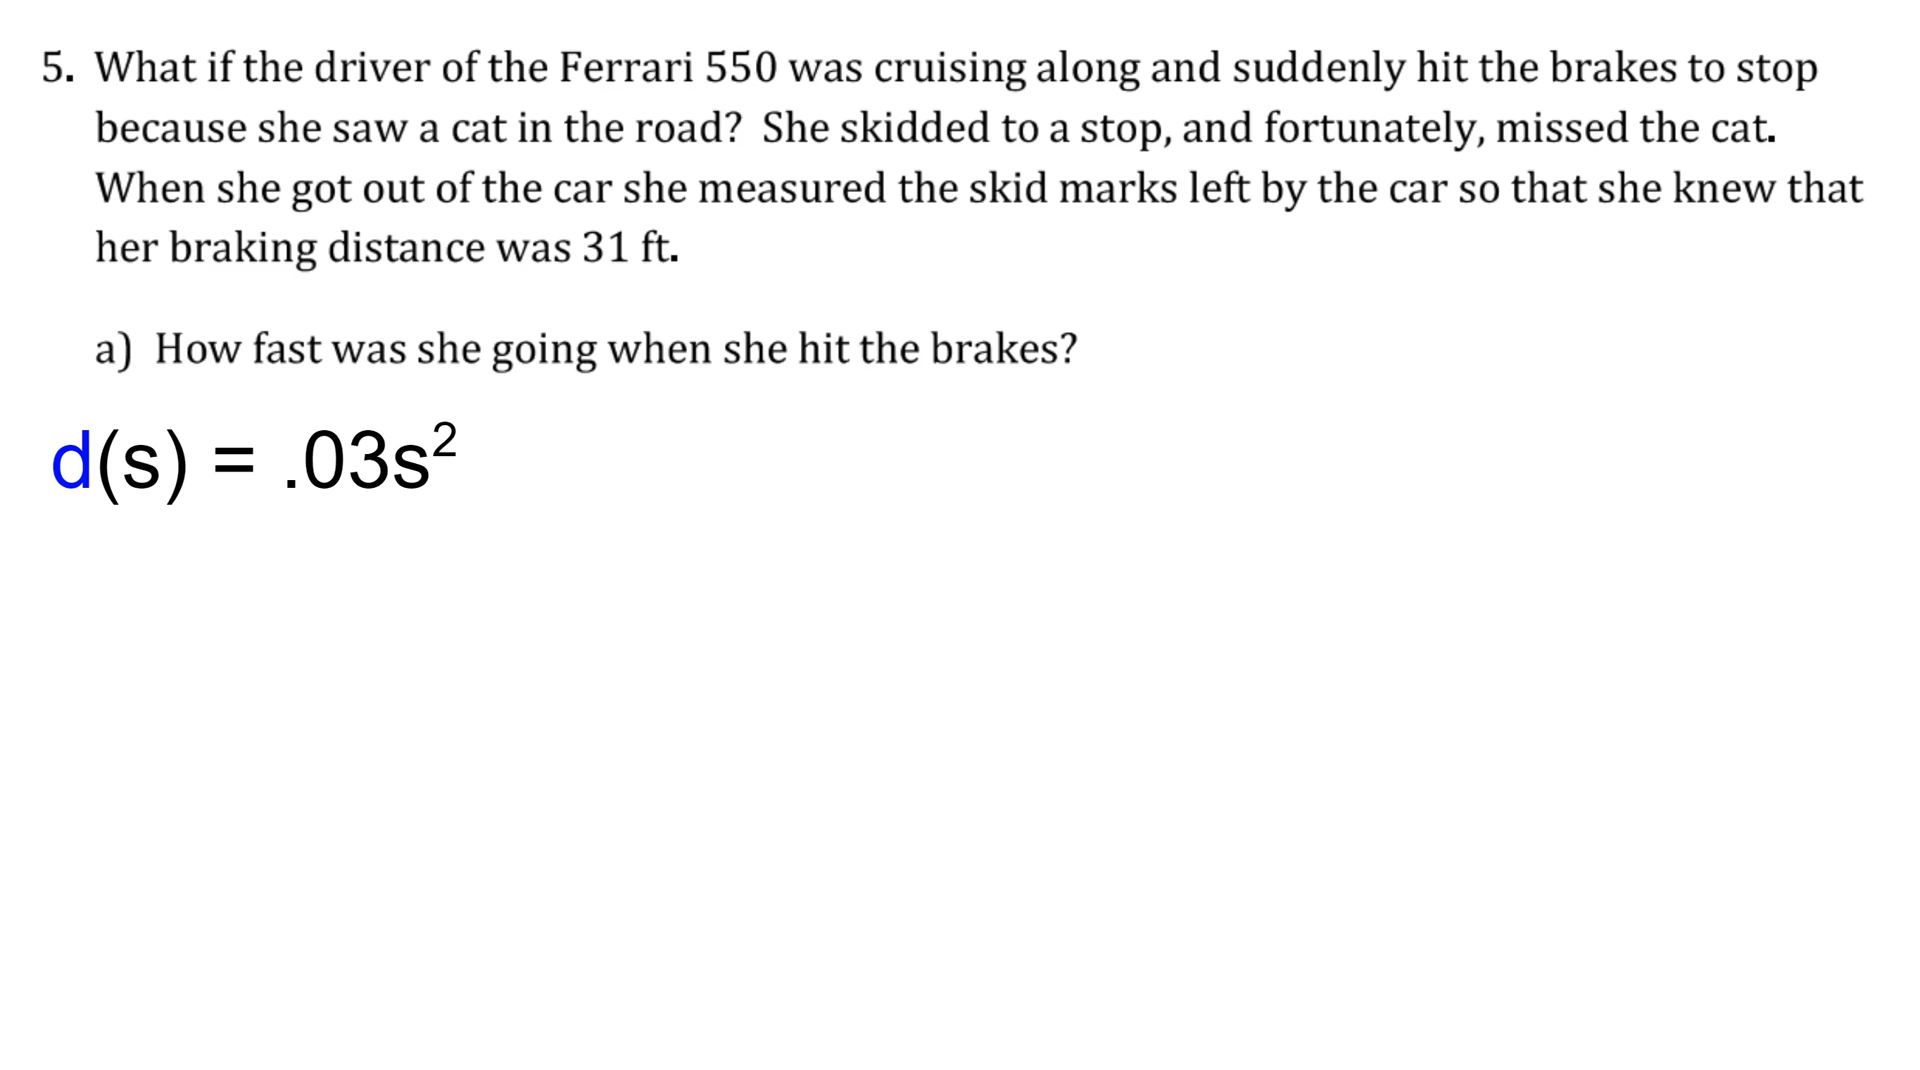 5. What if the driver of the Ferrari 550 was cruising along and suddenly hit the brakes to stop
because she saw a cat in the road?  She skidded to a stop, and fortunately, missed the cat.
When she got out of the car she measured the skid marks left by the car so that she knew that
her braking distance was 31 ft.
a) How fast was she going when she hit the brakes?
d(s) = .03s²